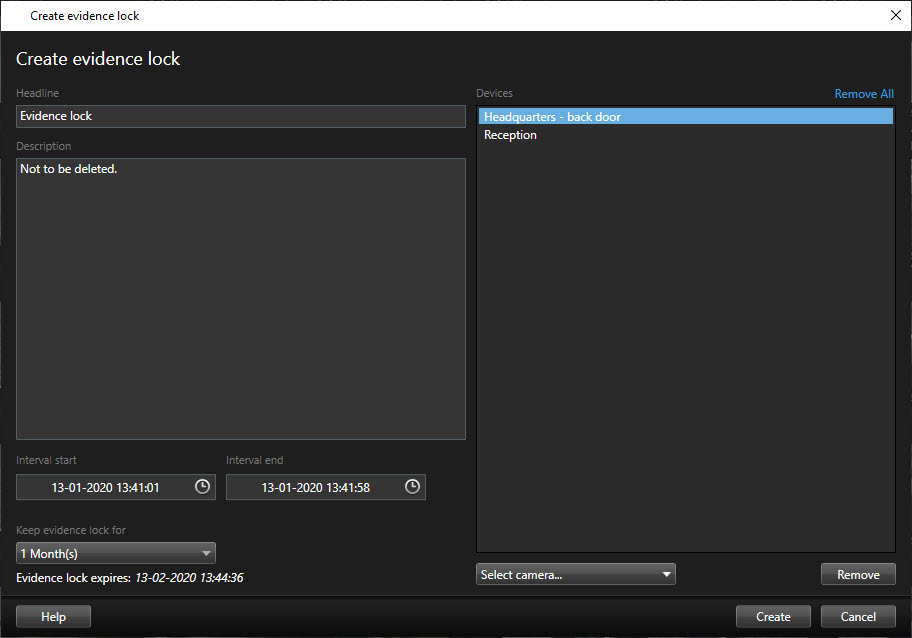 Create evidence lock
Create evidence lock
Headline
Evidence lock
Description
Not to be deleted.
Interval start
Interval end
13-01-2020 13:41:01
13-01-2020 13:41:58
Keep evidence lock for
1 Month(s)
Evidence lock expires: 13-02-2020 13:44:36
Devices
Remove All
Headquarters - back door
Reception
Select camera...
Remove
Help
Create
Cancel